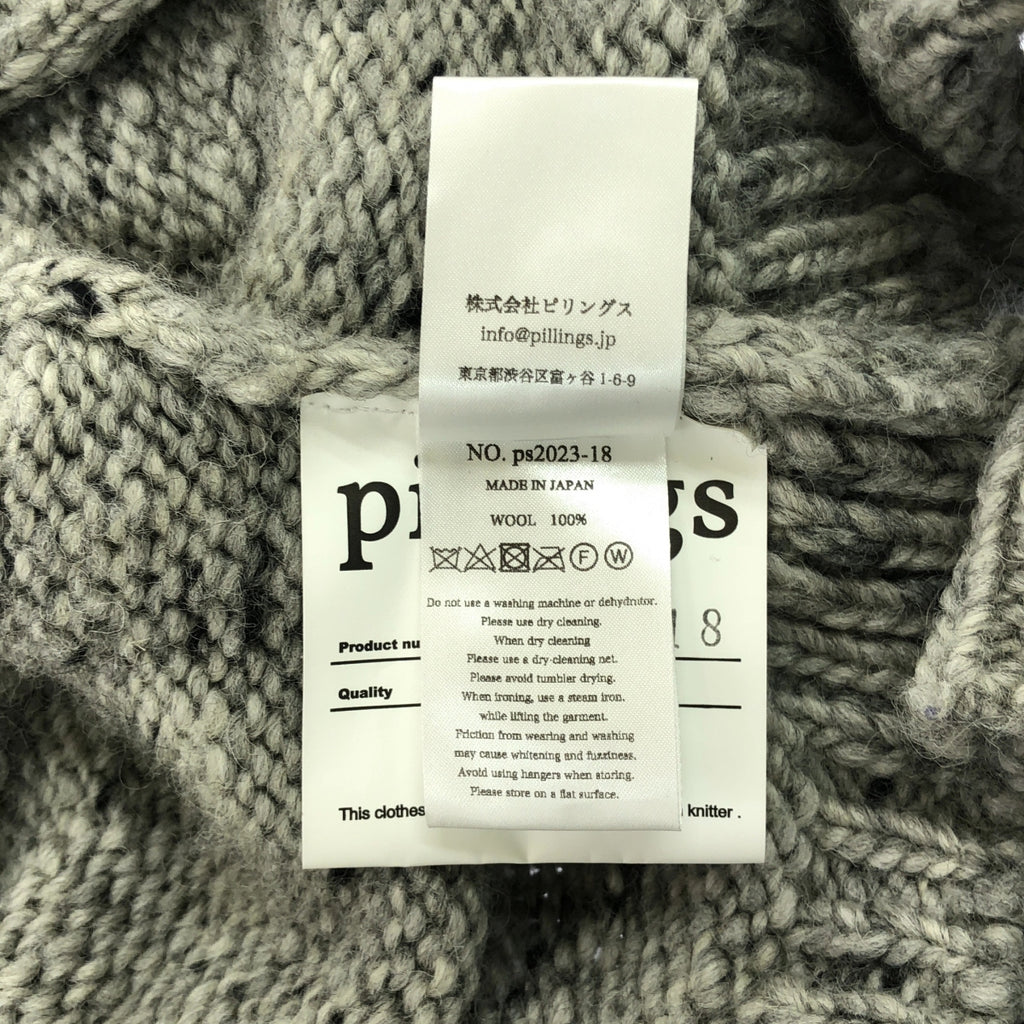 株式会社ピリングス
info@pillings.jp
東京都渋谷区富ヶ谷 1-6-9
NO. ps2023-18
MADE IN JAPAN
WOOL 100%
F W
Do not use a washing machine or dehydrator.
Please use dry cleaning.
When dry cleaning
Please use a dry-cleaning net.
Please avoid tumbler drying.
When ironing, use a steam iron.
while lifting the garment.
Friction from wearing and washing
may cause whitening and fuzziness.
Avoid using hangers when storing.
Please store on a flat surface.
pi gs
Product nu 18
Quality
This clothes knitter .